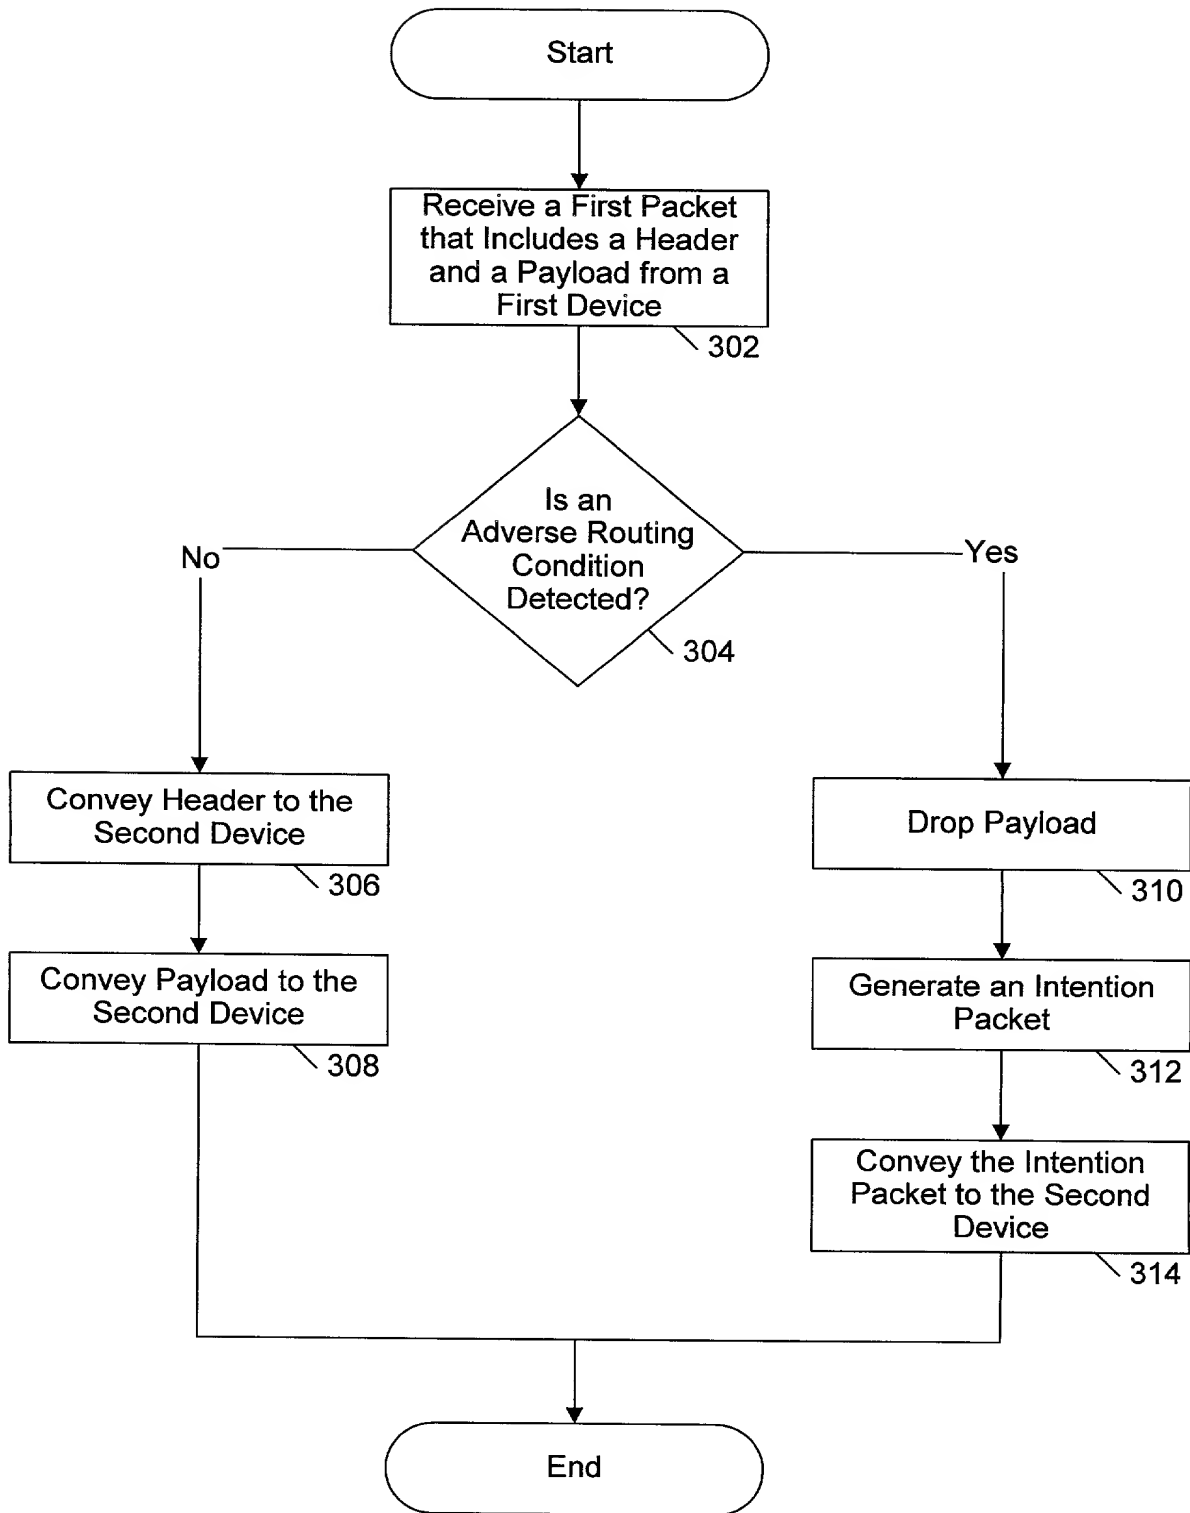 Start
Receive a First Packet
that Includes a Header
and a Payload from a
First Device
302
Is an
Adverse Routing
Condition
Detected?
304
No
Yes
Convey Header to the
Second Device
306
Convey Payload to the
Second Device
308
Drop Payload
310
Generate an Intention
Packet
312
Convey the Intention
Packet to the Second
Device
314
End